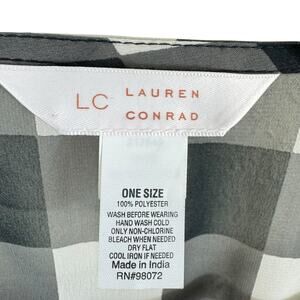 LC LAUREN
CONRAD
ONE SIZE
100% POLYESTER
WASH BEFORE WEARING
HAND WASH COLD
ONLY NON-CHLORINE
BLEACH WHEN NEEDED
DRY FLAT
COOL IRON IF NEEDED
Made in India
RN#98072